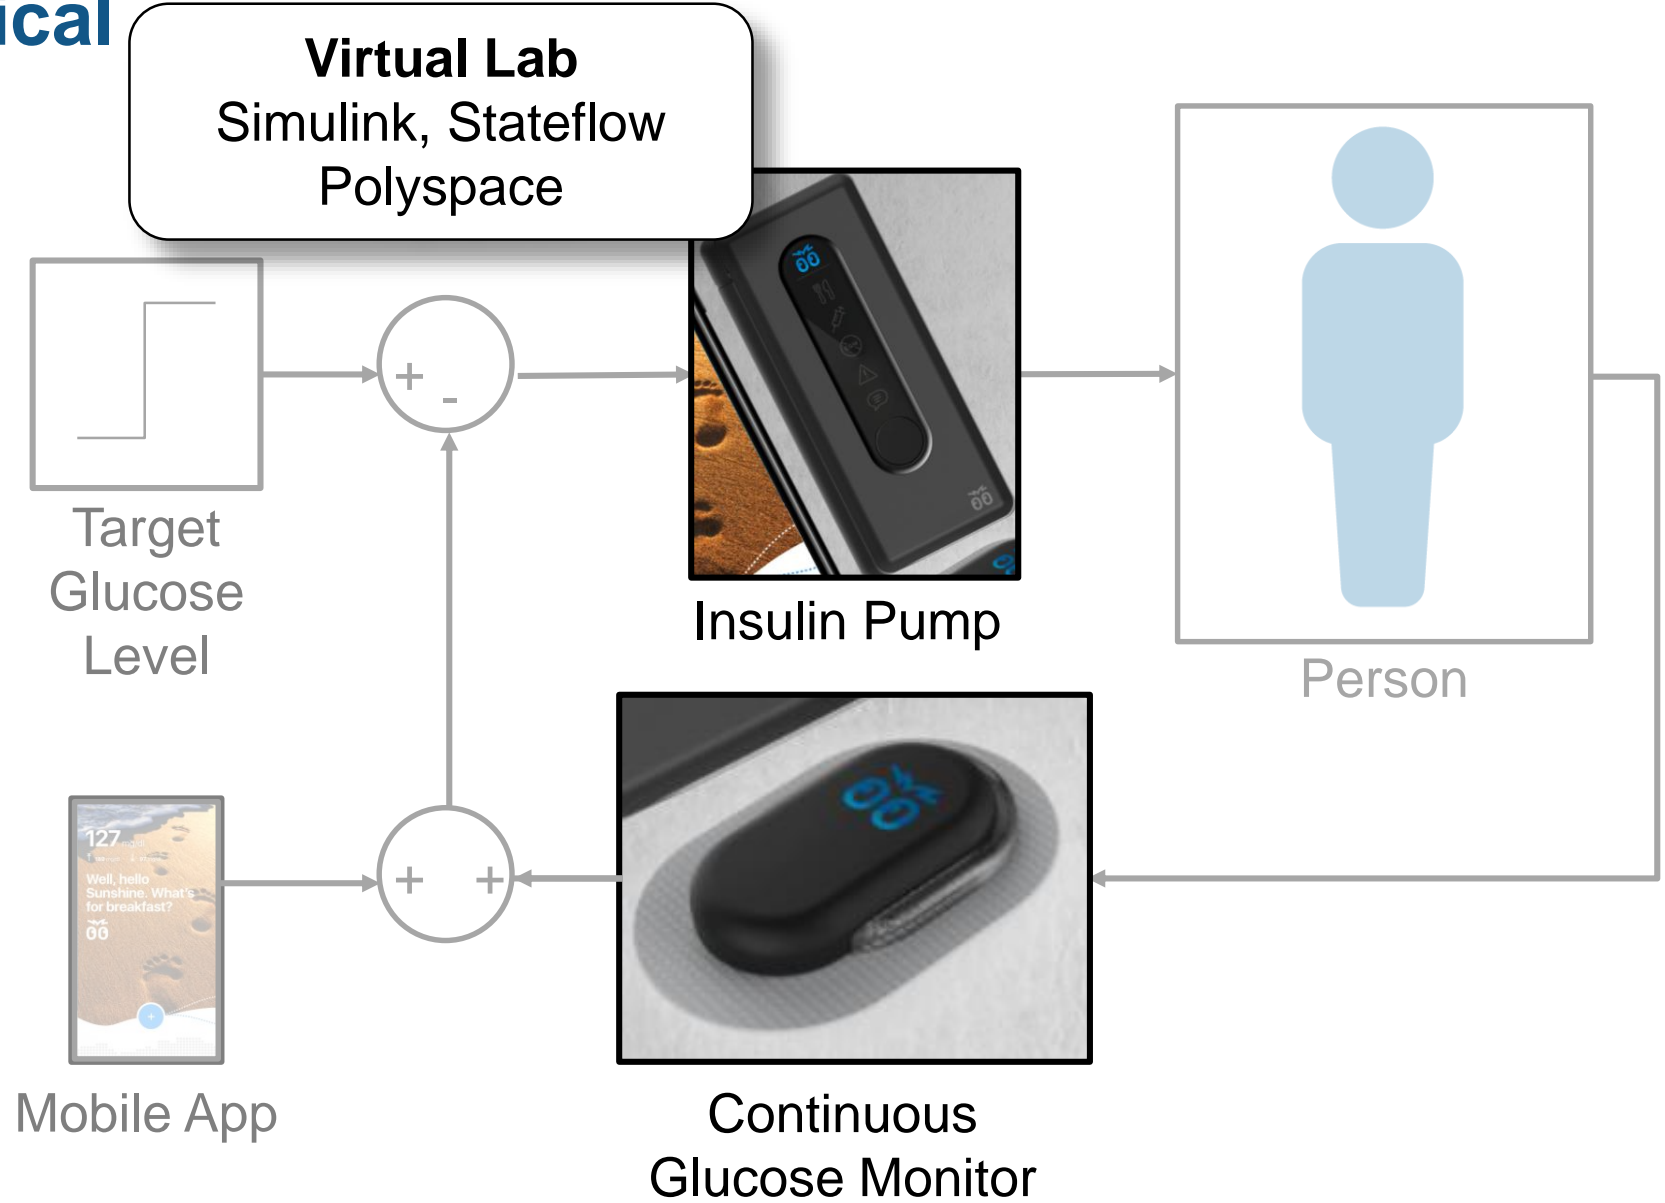 ical
Virtual Lab
Simulink, Stateflow
Polyspace
+
-
Target
Glucose
Level
Insulin Pump
Person
127
Well, hello
Sunshine. What's
for breakfast?
+
+ +
Mobile App
Continuous
Glucose Monitor